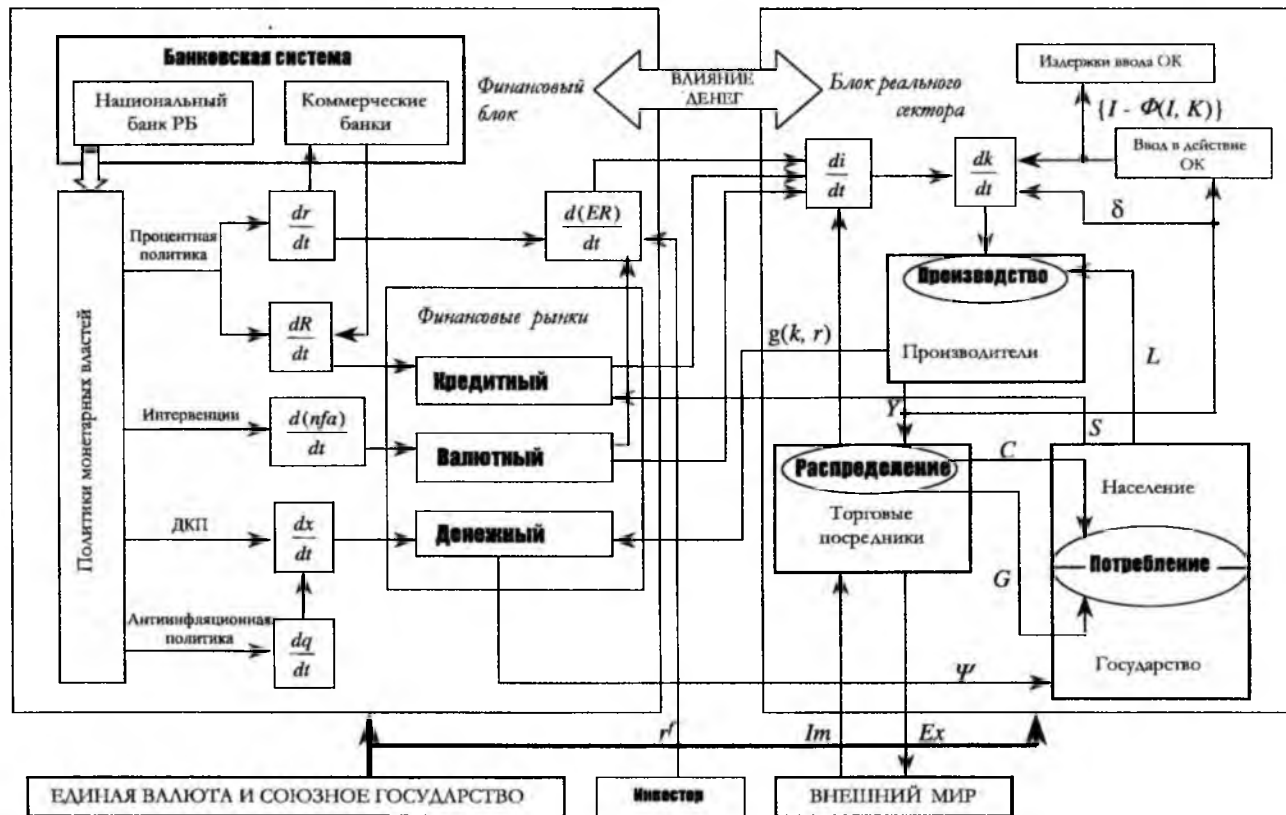 Банковская система
Национальный
банк РБ
Коммерческие
банки
Финансовый
блок
ВЛИЯНИЕ
ДЕНЕГ
Блок реального
сектора
Издержки ввода ОК
{I - Φ(I, K)}
Ввод в действие
ОК
di
dt
dk
dt
δ
Политики монетарных властей
Процентная
политика
dr
dt
d(ER)
dt
Производство
Производители
dR
dt
Финансовые рынки
g(k, r)
Кредитный
L
Интервенции
d(nfa)
dt
Валютный
Y
S
C
Распределение
Торговые
посредники
Население
ДКП
dx
dt
Денежный
Потребление
G
Антиинфляционная
политика
dq
dt
Государство
Ψ
r^f
Im
Ex
ЕДИНАЯ ВАЛЮТА И СОЮЗНОЕ ГОСУДАРСТВО
Инвестор
ВНЕШНИЙ МИР